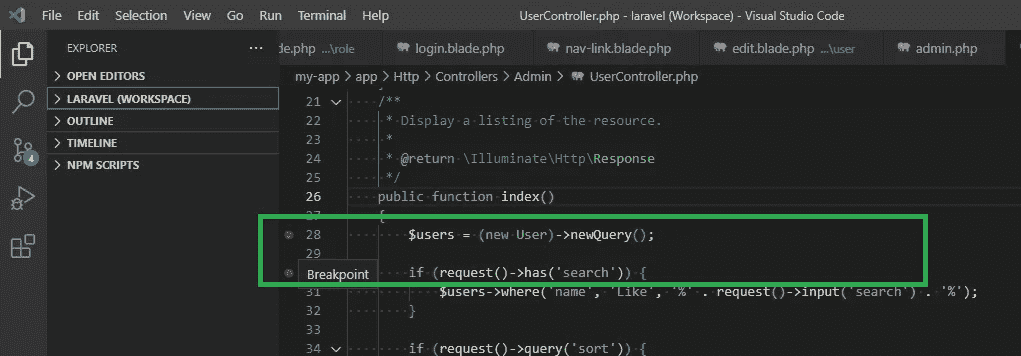 File Edit Selection View Go Run Terminal Help UserController.php - laravel (Workspace) - Visual Studio Code
EXPLORER ...
de.php ...\role login.blade.php nav-link.blade.php edit.blade.php ...\user admin.php
OPEN EDITORS
LARAVEL (WORKSPACE)
OUTLINE
TIMELINE
NPM SCRIPTS
4
my-app > app > Http > Controllers > Admin > UserController.php
21 /**
22 * Display a listing of the resource.
23 *
24 * @return \Illuminate\Http\Response
25 */
26 public function index()
27 {
28 $users = (new User)->newQuery();
29
if (request()->has('search')) {
Breakpoint
31 $users->where('name', 'Like', '%' . request()->input('search') . '%');
32 }
33
34 if (request()->query('sort')) {